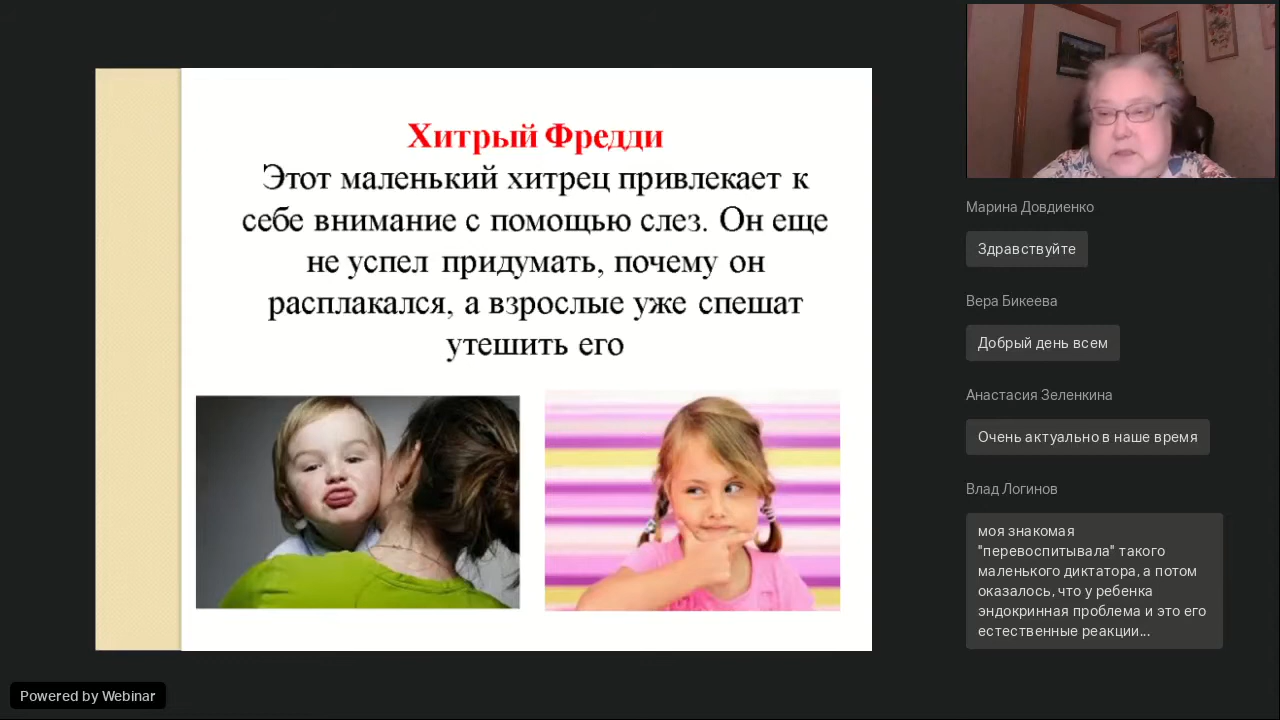 Хитрый Фредди
Этот маленький хитрец привлекает к
себе внимание с помощью слез. Он еще
не успел придумать, почему он
расплакался, а взрослые уже спешат
утешить его
Марина Довдиенко
Здравствуйте
Вера Бикеева
Добрый день всем
Анастасия Зеленкина
Очень актуально в наше время
Влад Логинов
моя знакомая
"перевоспитывала" такого
маленького диктатора, а потом
оказалось, что у ребенка
эндокринная проблема и это его
естественные реакции...
Powered by Webinar